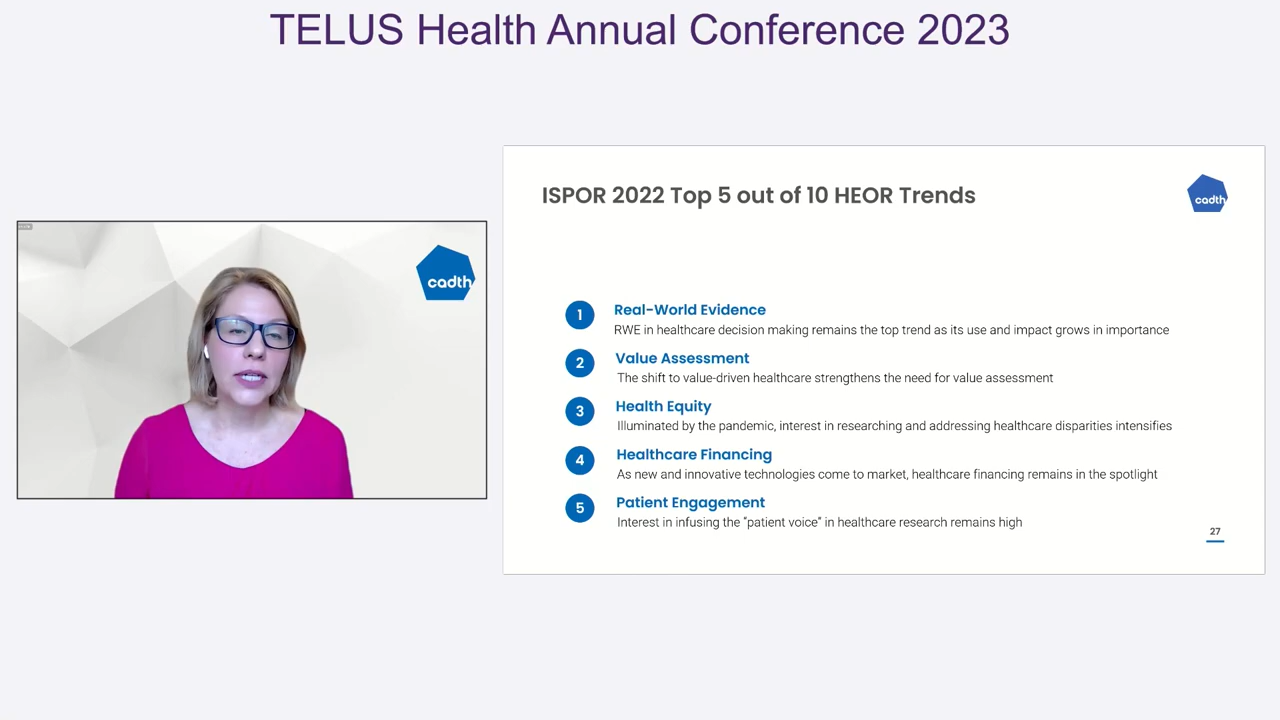 TELUS Health Annual Conference 2023
cadth
ISPOR 2022 Top 5 out of 10 HEOR Trends
cadth
1 Real-World Evidence
RWE in healthcare decision making remains the top trend as its use and impact grows in importance
2 Value Assessment
The shift to value-driven healthcare strengthens the need for value assessment
3 Health Equity
Illuminated by the pandemic, interest in researching and addressing healthcare disparities intensifies
4 Healthcare Financing
As new and innovative technologies come to market, healthcare financing remains in the spotlight
5 Patient Engagement
Interest in infusing the "patient voice" in healthcare research remains high
27